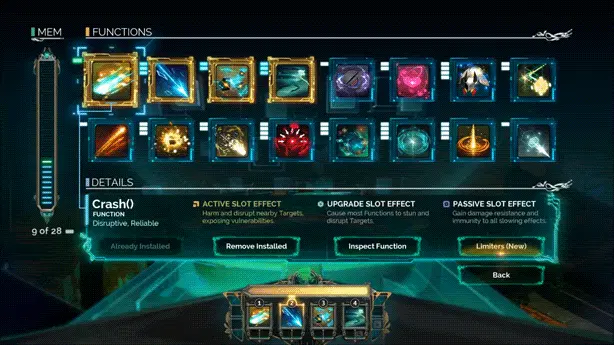 MEM
FUNCTIONS
DETAILS
Crash()
FUNCTION
Disruptive, Reliable
ACTIVE SLOT EFFECT
Harm and disrupt nearby Targets,
exposing vulnerabilities.
UPGRADE SLOT EFFECT
Cause most Functions to stun and
disrupt Targets.
PASSIVE SLOT EFFECT
Gain damage resistance and
immunity to all slowing effects.
9 of 28
Already Installed
Remove Installed
Inspect Function
Limiters (New)
Back
1
2
3
4